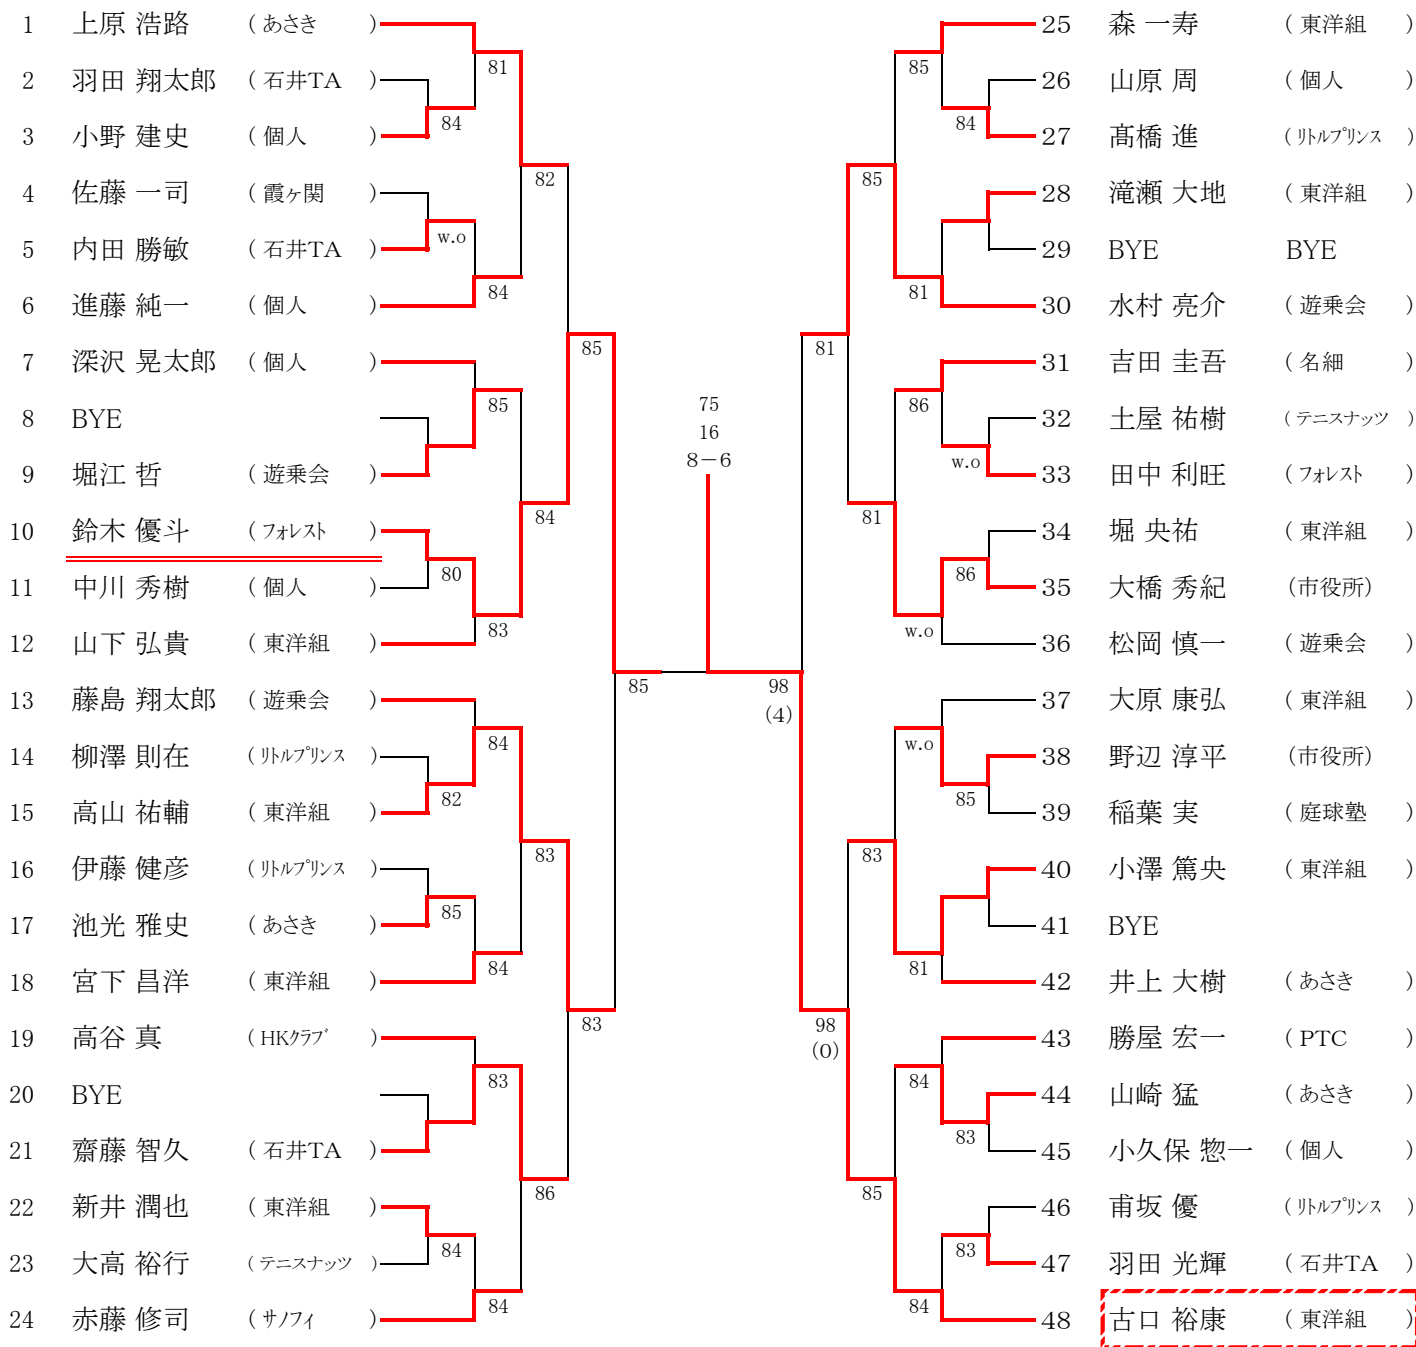 1 上原 浩路 ( あさき )
2 羽田 翔太郎 ( 石井TA )
3 小野 建史 ( 個人 )
4 佐藤 一司 ( 霞ヶ関 )
5 内田 勝敏 ( 石井TA )
6 進藤 純一 ( 個人 )
7 深沢 晃太郎 ( 個人 )
8 BYE
9 堀江 哲 ( 遊乗会 )
10 鈴木 優斗 ( フォレスト )
11 中川 秀樹 ( 個人 )
12 山下 弘貴 ( 東洋組 )
13 藤島 翔太郎 ( 遊乗会 )
14 柳澤 則在 ( リトルプリンス )
15 高山 祐輔 ( 東洋組 )
16 伊藤 健彦 ( リトルプリンス )
17 池光 雅史 ( あさき )
18 宮下 昌洋 ( 東洋組 )
19 高谷 真 ( HKクラブ )
20 BYE
21 齋藤 智久 ( 石井TA )
22 新井 潤也 ( 東洋組 )
23 大高 裕行 ( テニスナッツ )
24 赤藤 修司 ( サノフィ )
84
w.o
80
82
85
84
81
84
85
83
84
84
83
84
82
84
83
86
85
83
85
75
16
8－6
98
(4)
81
98
(0)
85
81
83
85
85
81
86
w.o
w.o
81
84
84
84
w.o
86
85
83
83
25 森 一寿 ( 東洋組 )
26 山原 周 ( 個人 )
27 髙橋 進 ( リトルプリンス )
28 滝瀬 大地 ( 東洋組 )
29 BYE BYE
30 水村 亮介 ( 遊乗会 )
31 吉田 圭吾 ( 名細 )
32 土屋 祐樹 ( テニスナッツ )
33 田中 利旺 ( フォレスト )
34 堀 央祐 ( 東洋組 )
35 大橋 秀紀 (市役所)
36 松岡 慎一 ( 遊乗会 )
37 大原 康弘 ( 東洋組 )
38 野辺 淳平 (市役所)
39 稲葉 実 ( 庭球塾 )
40 小澤 篤央 ( 東洋組 )
41 BYE
42 井上 大樹 ( あさき )
43 勝屋 宏一 ( PTC )
44 山崎 猛 ( あさき )
45 小久保 惣一 ( 個人 )
46 甫坂 優 ( リトルプリンス )
47 羽田 光輝 ( 石井TA )
48 古口 裕康 ( 東洋組 )